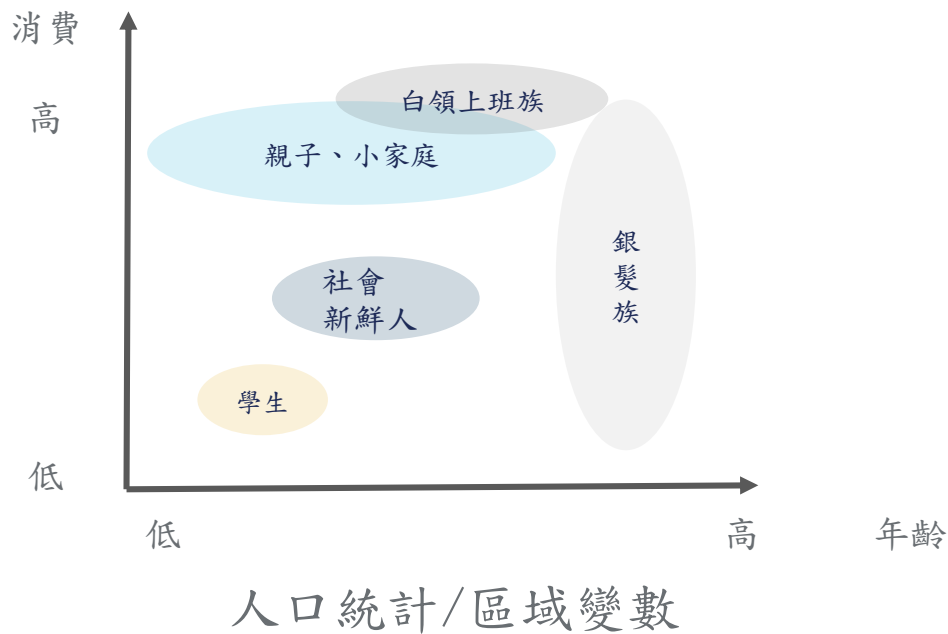 消費
高
白領上班族
親子、小家庭
銀
髮
族
社會
新鮮人
學生
低
低
高
年齡
人口統計/區域變數